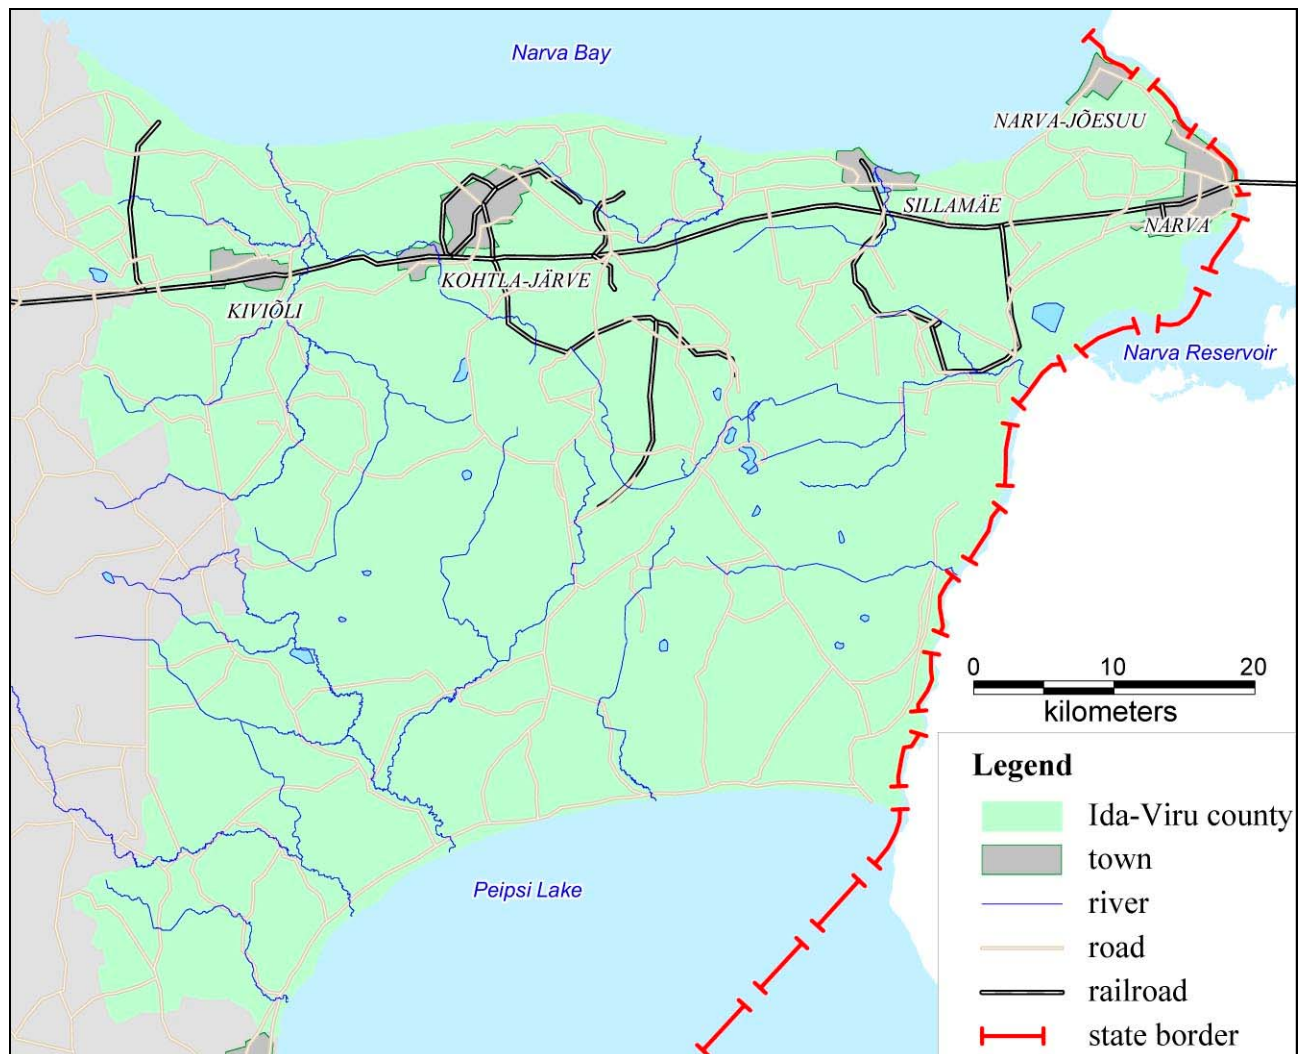 Narva Bay
NARVA-JÕESUU
SILLAMÄE
NARVA
KOHTLA-JÄRVE
KIVIÕLI
Narva Reservoir
0 10 20
kilometers
Legend
Ida-Viru county
town
river
road
railroad
state border
Peipsi Lake